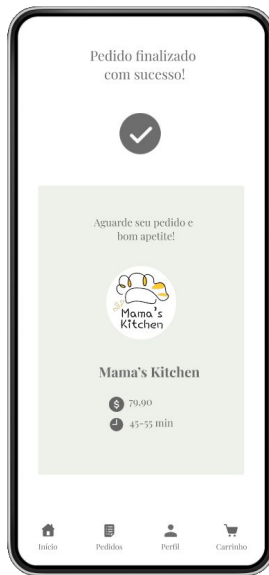 Pedido finalizado
com sucesso!
Aguarde seu pedido e
bom apetite!
Mama's
Kitchen
Mama's Kitchen
$ 79,90
45-55 min
Início Pedidos Perfil Carrinho